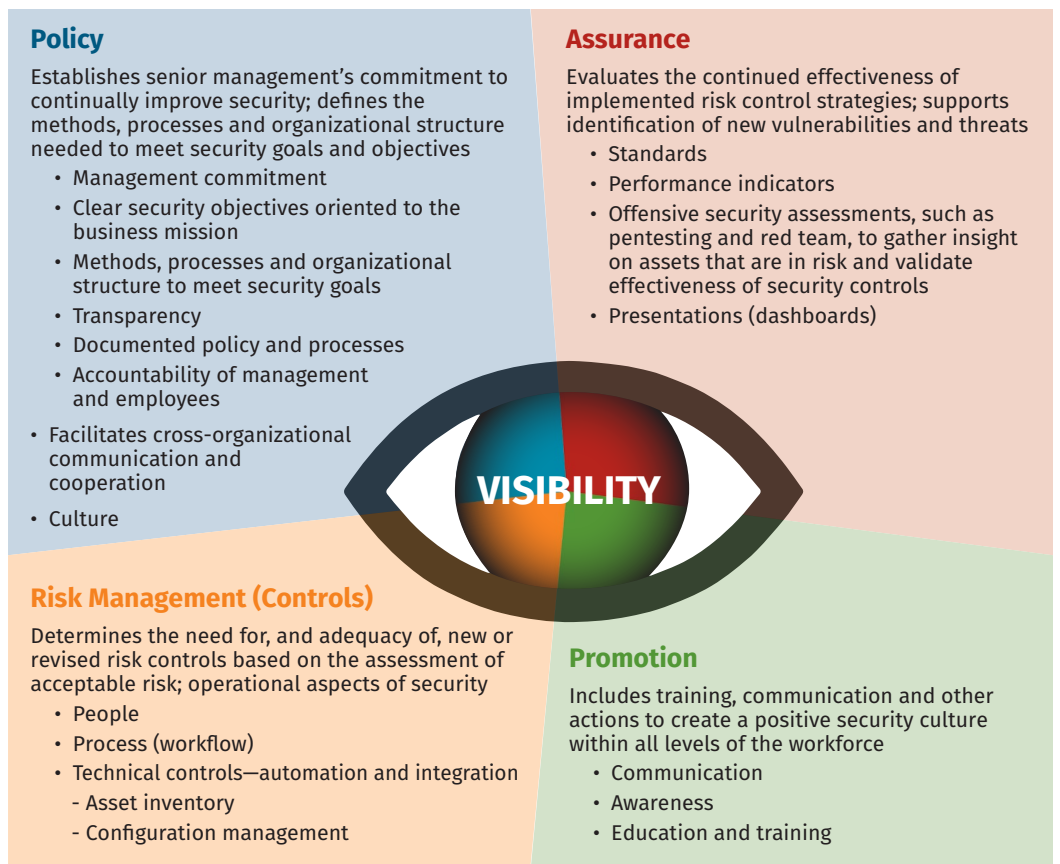 Policy
Establishes senior management’s commitment to
continually improve security; defines the
methods, processes and organizational structure
needed to meet security goals and objectives
• Management commitment
• Clear security objectives oriented to the
business mission
• Methods, processes and organizational
structure to meet security goals
• Transparency
• Documented policy and processes
• Accountability of management
and employees
• Facilitates cross-organizational
communication and
cooperation
• Culture
Assurance
Evaluates the continued effectiveness of
implemented risk control strategies; supports
identification of new vulnerabilities and threats
• Standards
• Performance indicators
• Offensive security assessments, such as
pentesting and red team, to gather insight
on assets that are in risk and validate
effectiveness of security controls
• Presentations (dashboards)
VISIBILITY
Risk Management (Controls)
Determines the need for, and adequacy of, new or
revised risk controls based on the assessment of
acceptable risk; operational aspects of security
• People
• Process (workflow)
• Technical controls—automation and integration
- Asset inventory
- Configuration management
Promotion
Includes training, communication and other
actions to create a positive security culture
within all levels of the workforce
• Communication
• Awareness
• Education and training